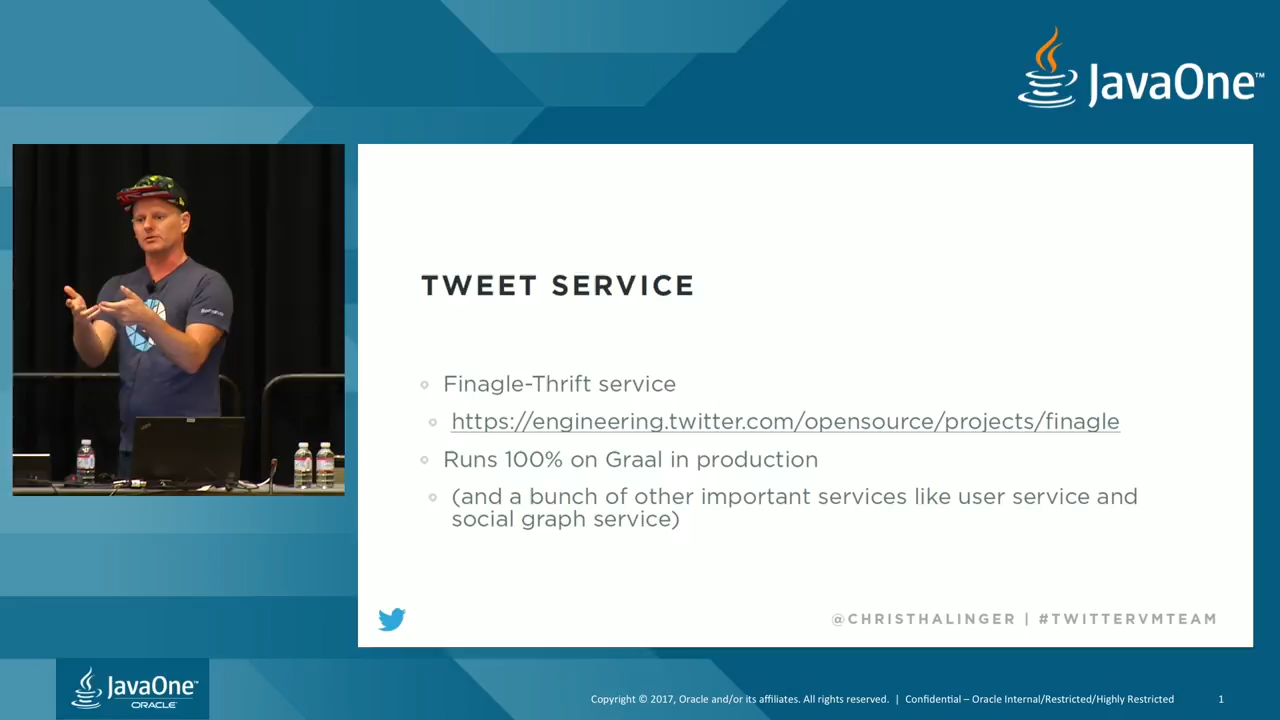 JavaOne™
TWEET SERVICE
Finagle-Thrift service
https://engineering.twitter.com/opensource/projects/finagle
Runs 100% on Graal in production
(and a bunch of other important services like user service and
social graph service)
@CHRISTHALINGER | #TWITTERVMTEAM
JavaOne™
ORACLE®
Copyright © 2017, Oracle and/or its affiliates. All rights reserved. | Confidential – Oracle Internal/Restricted/Highly Restricted 1